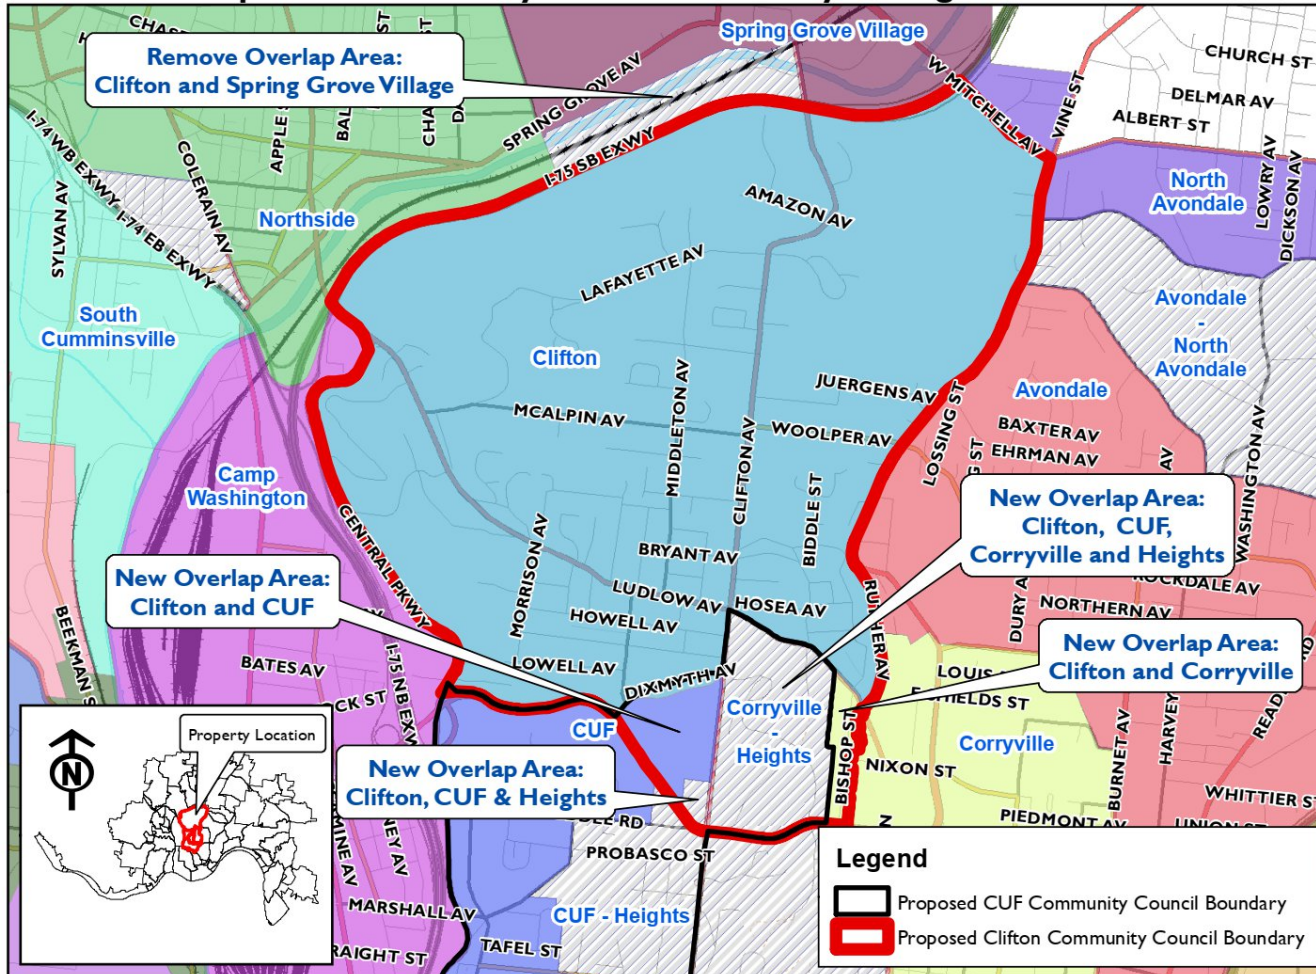 Spring Grove Village
Remove Overlap Area:
Clifton and Spring Grove Village
SPRING GROVE AV
W MITCHELL AV
VINE ST
CHURCH ST
DELMAR AV
ALBERT ST
I-74 WB EXWY
I-74 EB EXWY
COLERAIN AV
SYLVAN AV
I-75 SB EXWY
Northside
AMAZON AV
North
Avondale
LOWRY AV
DICKSON AV
LAFAYETTE AV
South
Cumminsville
Clifton
Avondale
-
North
Avondale
MIDDLETON AV
JUERGENS AV
LOSSING ST
Avondale
MCALPIN AV
CLIFTON AV
WOOLPER AV
BAXTER AV
EHRMAN AV
WASHINGTON AV
Camp
Washington
CENTRAL PKWY
BIDDLE ST
New Overlap Area:
Clifton, CUF,
Corryville and Heights
MORRISON AV
BRYANT AV
New Overlap Area:
Clifton and CUF
LUDLOW AV
HOSEA AV
ROCKDALE AV
HOWELL AV
NORTHERN AV
BATES AV
I-75 NB EXWY
LOWELL AV
DIXMYTH AV
New Overlap Area:
Clifton and Corryville
Property Location
N
CUF
Corryville
-
Heights
BISHOP ST
Corryville
New Overlap Area:
Clifton, CUF & Heights
NIXON ST
BURNET AV
WHITTIER ST
PIEDMONT AV
PROBASCO ST
Legend
Proposed CUF Community Council Boundary
Proposed Clifton Community Council Boundary
MARSHALL AV
CUF - Heights
TAFEL ST